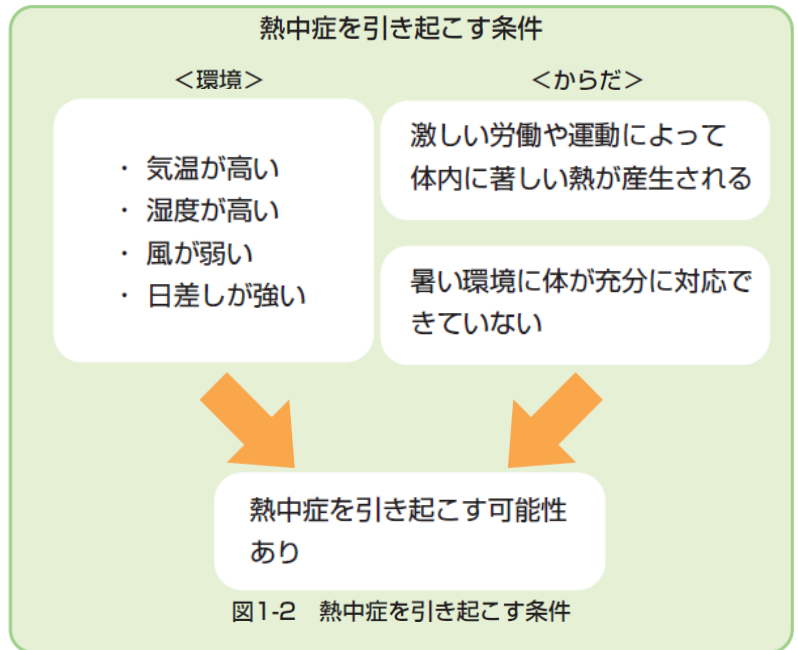 熱中症を引き起こす条件
＜環境＞
・ 気温が高い
・ 湿度が高い
・ 風が弱い
・ 日差しが強い
＜からだ＞
激しい労働や運動によって
体内に著しい熱が産生される
暑い環境に体が充分に対応で
きていない
熱中症を引き起こす可能性
あり
図1-2　熱中症を引き起こす条件